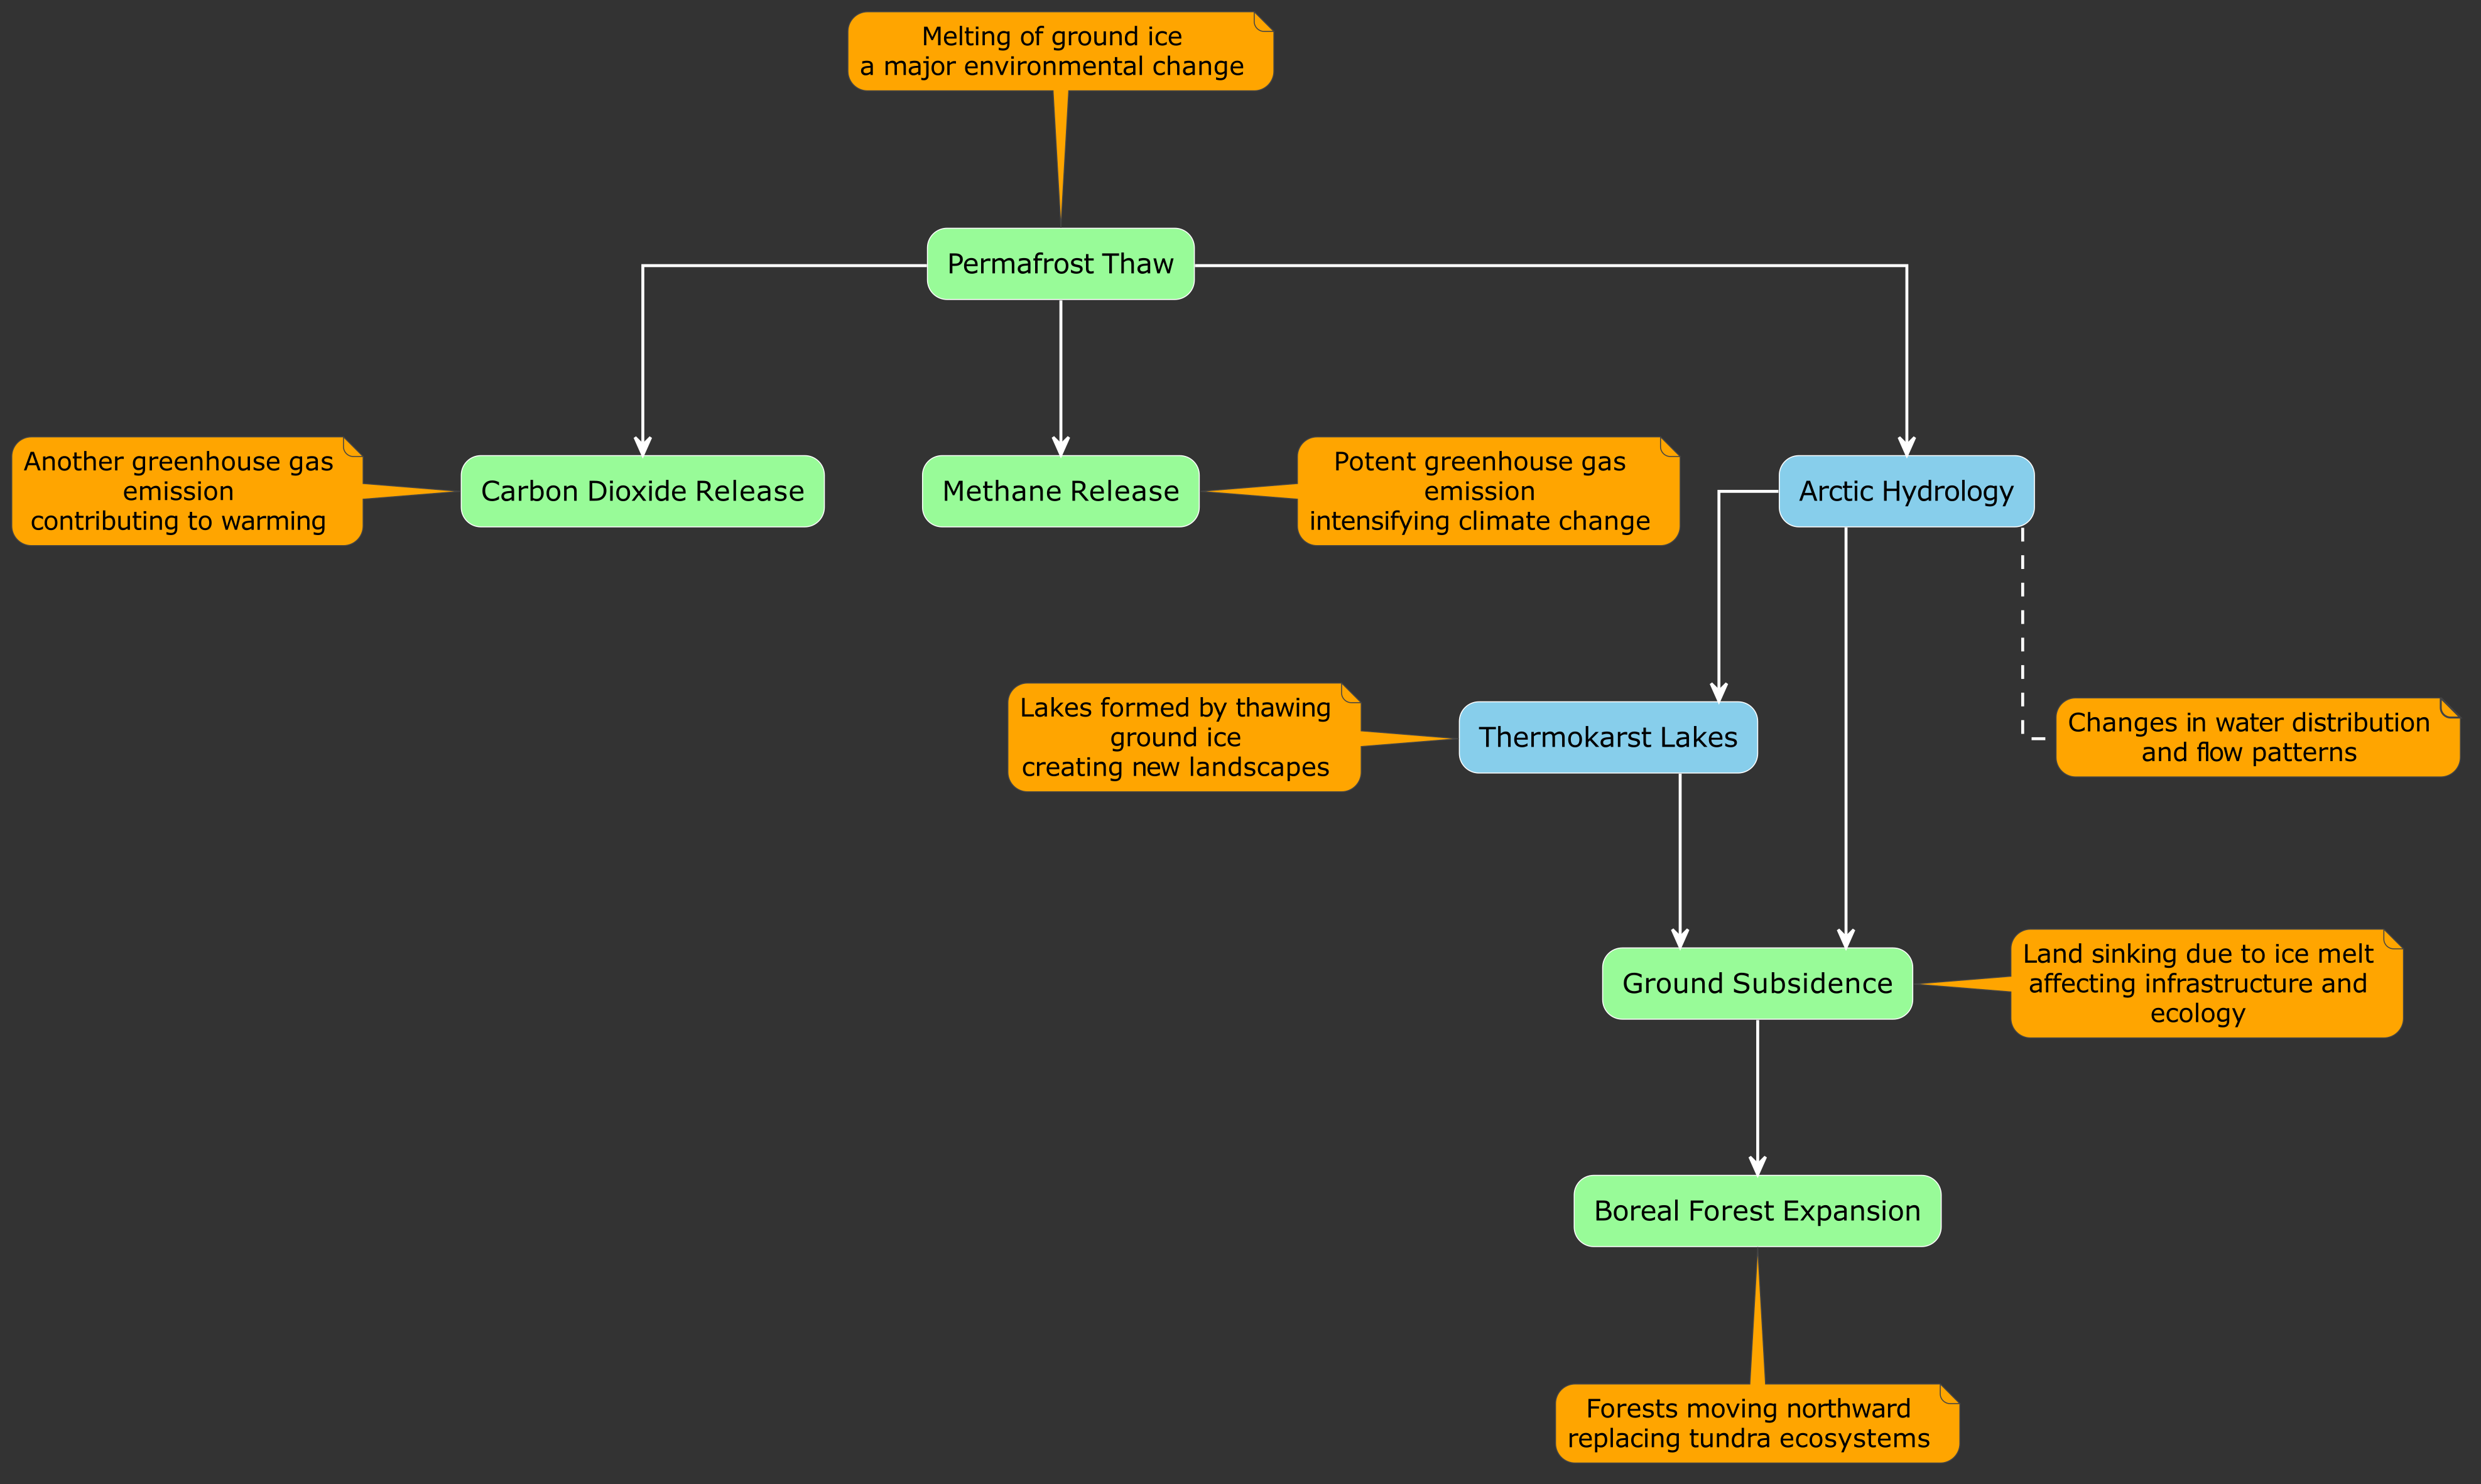 Melting of ground ice
a major environmental change
Permafrost Thaw
Another greenhouse gas
emission
contributing to warming
Carbon Dioxide Release
Methane Release
Potent greenhouse gas
emission
intensifying climate change
Arctic Hydrology
Lakes formed by thawing
ground ice
creating new landscapes
Thermokarst Lakes
Changes in water distribution
and flow patterns
Ground Subsidence
Land sinking due to ice melt
affecting infrastructure and
ecology
Boreal Forest Expansion
Forests moving northward
replacing tundra ecosystems